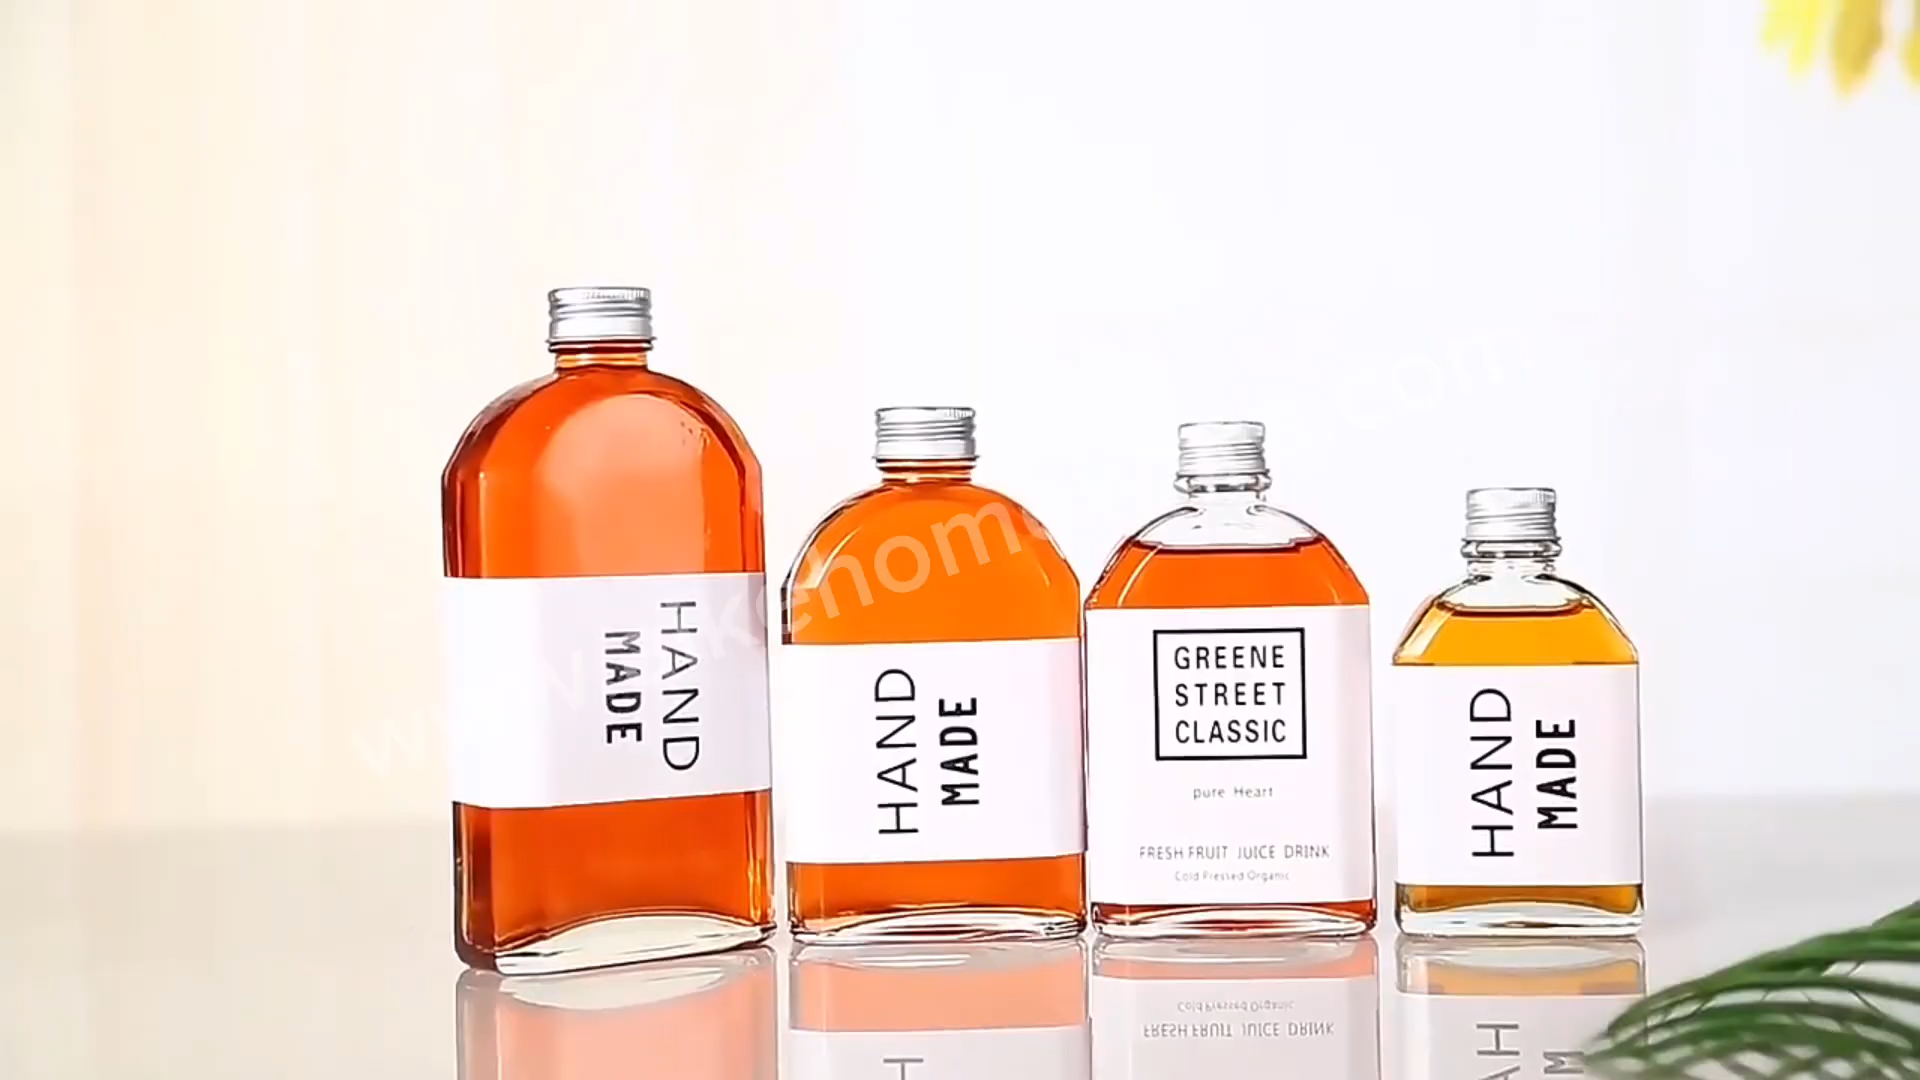 HAND
MADE
HAND
MADE
GREENE
STREET
CLASSIC
pure Heart
FRESH FRUIT JUICE DRINK
Cold Pressed Organic
HAND
MADE